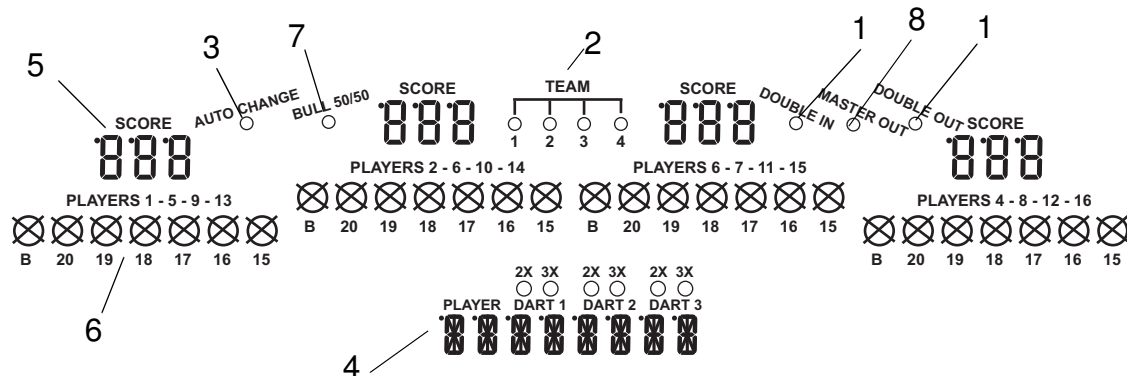 3 7 2 1 8 1
5
AUTO CHANGE BULL 50/50 SCORE TEAM SCORE DOUBLE IN MASTER OUT DOUBLE OUT
SCORE 888 1 2 3 4 888 SCORE
888 888
PLAYERS 1 - 5 - 9 - 13 PLAYERS 2 - 6 - 10 - 14 PLAYERS 6 - 7 - 11 - 15 PLAYERS 4 - 8 - 12 - 16
B 20 19 18 17 16 15 B 20 19 18 17 16 15
B 20 19 18 17 16 15 B 20 19 18 17 16 15
2X 3X 2X 3X 2X 3X
PLAYER DART 1 DART 2 DART 3
6
4